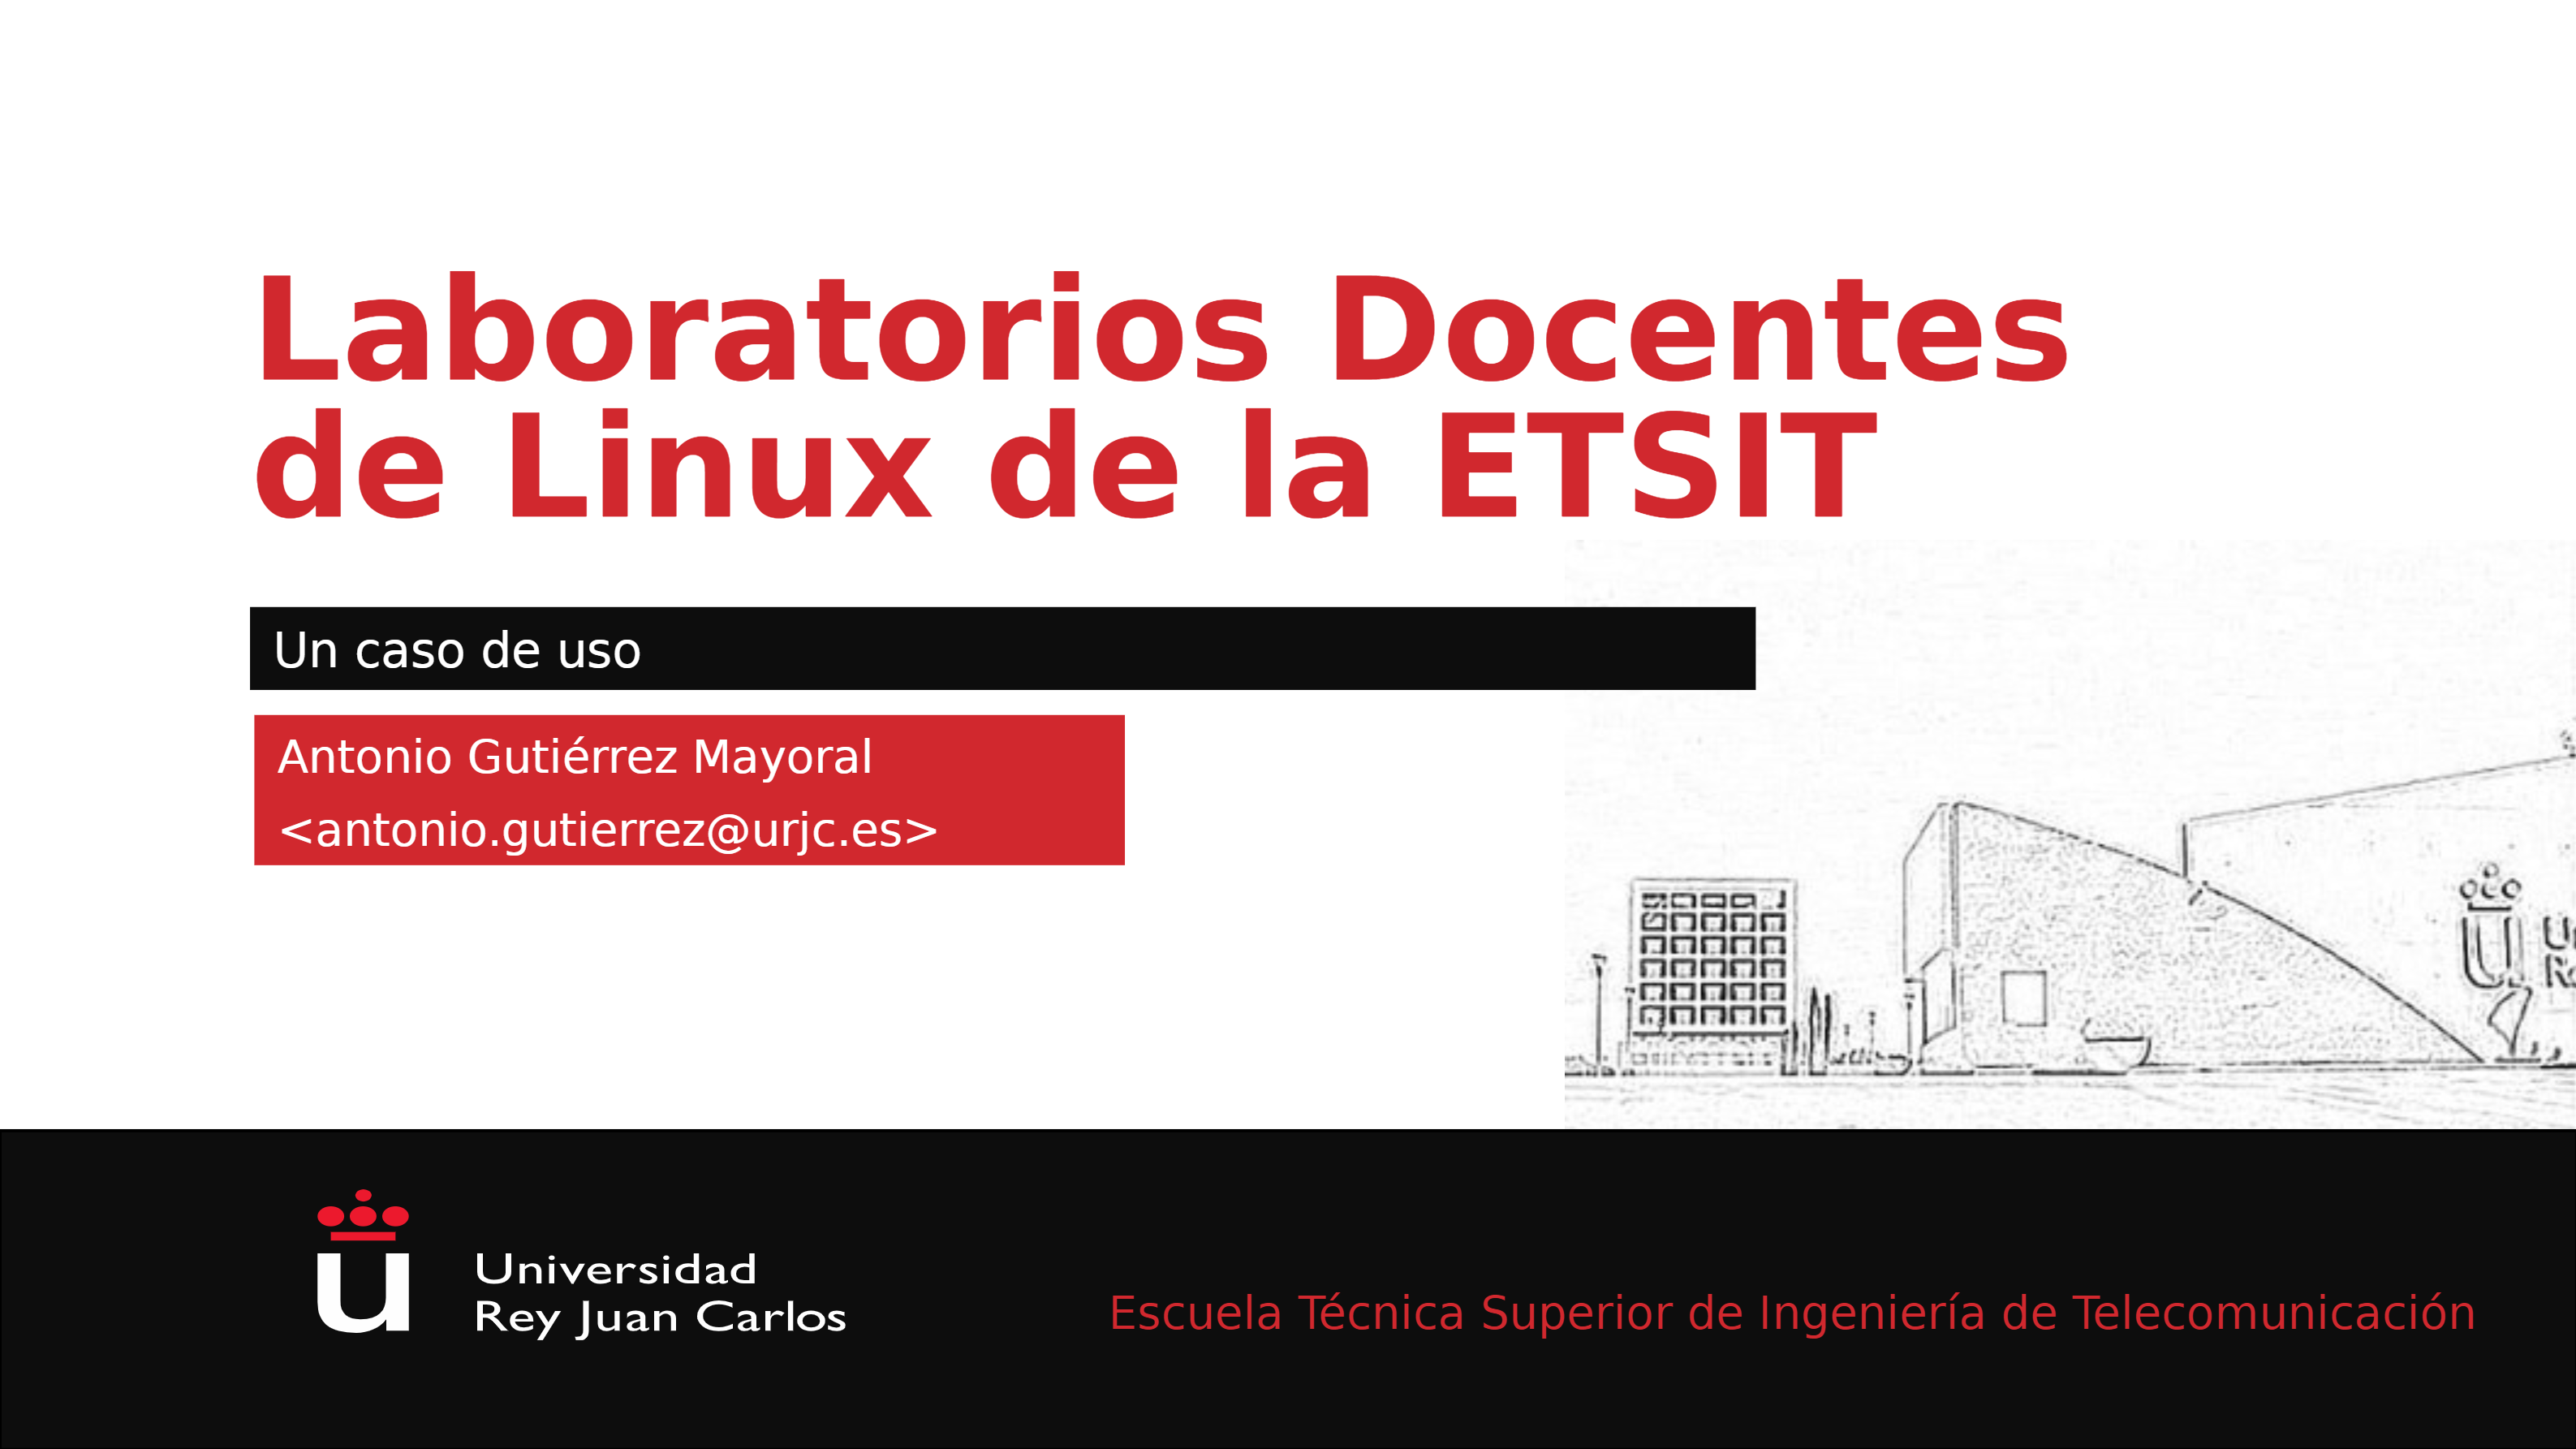 Laboratorios Docentes
de Linux de la ETSIT
Un caso de uso
Antonio Gutiérrez Mayoral
<antonio.gutierrez@urjc.es>
Universidad
Rey Juan Carlos
Escuela Técnica Superior de Ingeniería de Telecomunicación